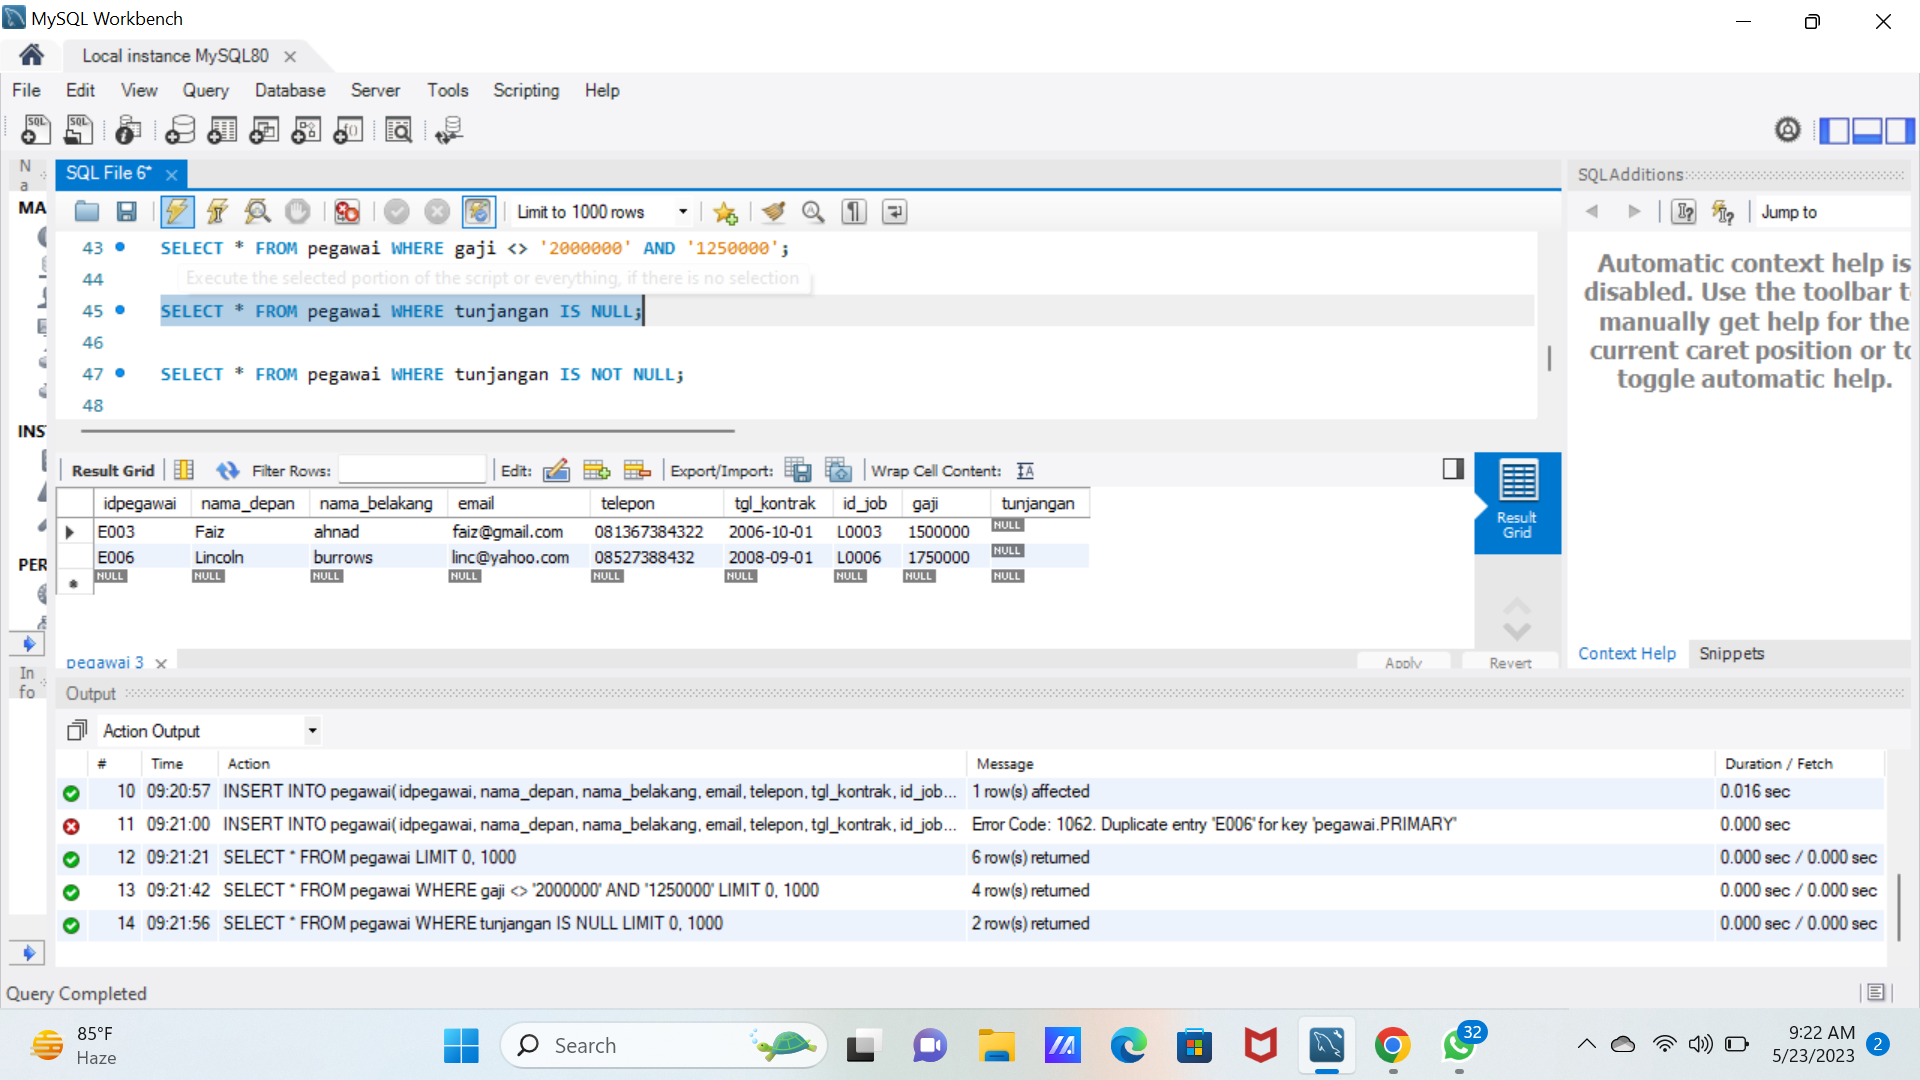 MySQL Workbench
Local instance MySQL80
File Edit View Query Database Server Tools Scripting Help
SQL SQL
N
a
MA
INS
PER
In
fo
SQL File 6*
Limit to 1000 rows
43 SELECT * FROM pegawai WHERE gaji <> '2000000' AND '1250000';
44
Execute the selected portion of the script or everything, if there is no selection
45 SELECT * FROM pegawai WHERE tunjangan IS NULL;
46
47 SELECT * FROM pegawai WHERE tunjangan IS NOT NULL;
48
SQLAdditions
Jump to
Automatic context help is
disabled. Use the toolbar t
manually get help for the
current caret position or to
toggle automatic help.
Result Grid Filter Rows: Edit: Export/Import: Wrap Cell Content:
idpegawai nama_depan nama_belakang email telepon tgl_kontrak id_job gaji tunjangan
E003 Faiz ahnad faiz@gmail.com 081367384322 2006-10-01 L0003 1500000 NULL
E006 Lincoln burrows linc@yahoo.com 08527388432 2008-09-01 L0006 1750000 NULL
NULL NULL NULL NULL NULL NULL NULL NULL NULL
Result
Grid
pegawai 3
Apply Revert
Context Help Snippets
Output
Action Output
# Time Action Message Duration / Fetch
10 09:20:57 INSERT INTO pegawai( idpegawai, nama_depan, nama_belakang, email, telepon, tgl_kontrak, id_job... 1 row(s) affected 0.016 sec
11 09:21:00 INSERT INTO pegawai( idpegawai, nama_depan, nama_belakang, email, telepon, tgl_kontrak, id_job... Error Code: 1062. Duplicate entry 'E006' for key 'pegawai.PRIMARY' 0.000 sec
12 09:21:21 SELECT * FROM pegawai LIMIT 0, 1000 6 row(s) returned 0.000 sec / 0.000 sec
13 09:21:42 SELECT * FROM pegawai WHERE gaji <> '2000000' AND '1250000' LIMIT 0, 1000 4 row(s) returned 0.000 sec / 0.000 sec
14 09:21:56 SELECT * FROM pegawai WHERE tunjangan IS NULL LIMIT 0, 1000 2 row(s) returned 0.000 sec / 0.000 sec
Query Completed
85°F
Haze
Search
32
9:22 AM
5/23/2023
2